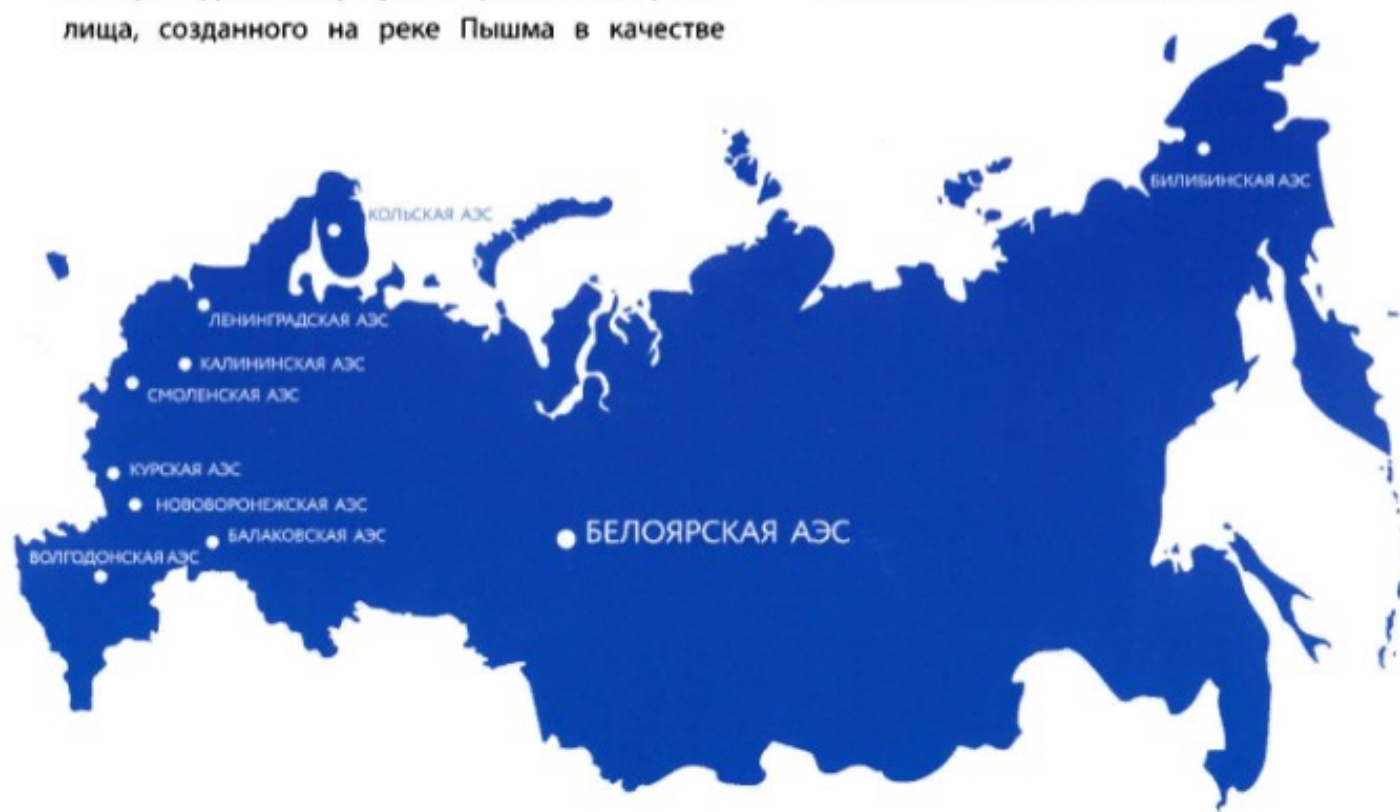 лища, созданного на реке Пышма в качестве
БИЛИБИНСКАЯ АЭС
КОЛЬСКАЯ АЭС
ЛЕНИНГРАДСКАЯ АЭС
КАЛИНИНСКАЯ АЭС
СМОЛЕНСКАЯ АЭС
КУРСКАЯ АЭС
НОВОВОРОНЕЖСКАЯ АЭС
БАЛАКОВСКАЯ АЭС
БЕЛОЯРСКАЯ АЭС
ВОЛГОДОНСКАЯ АЭС